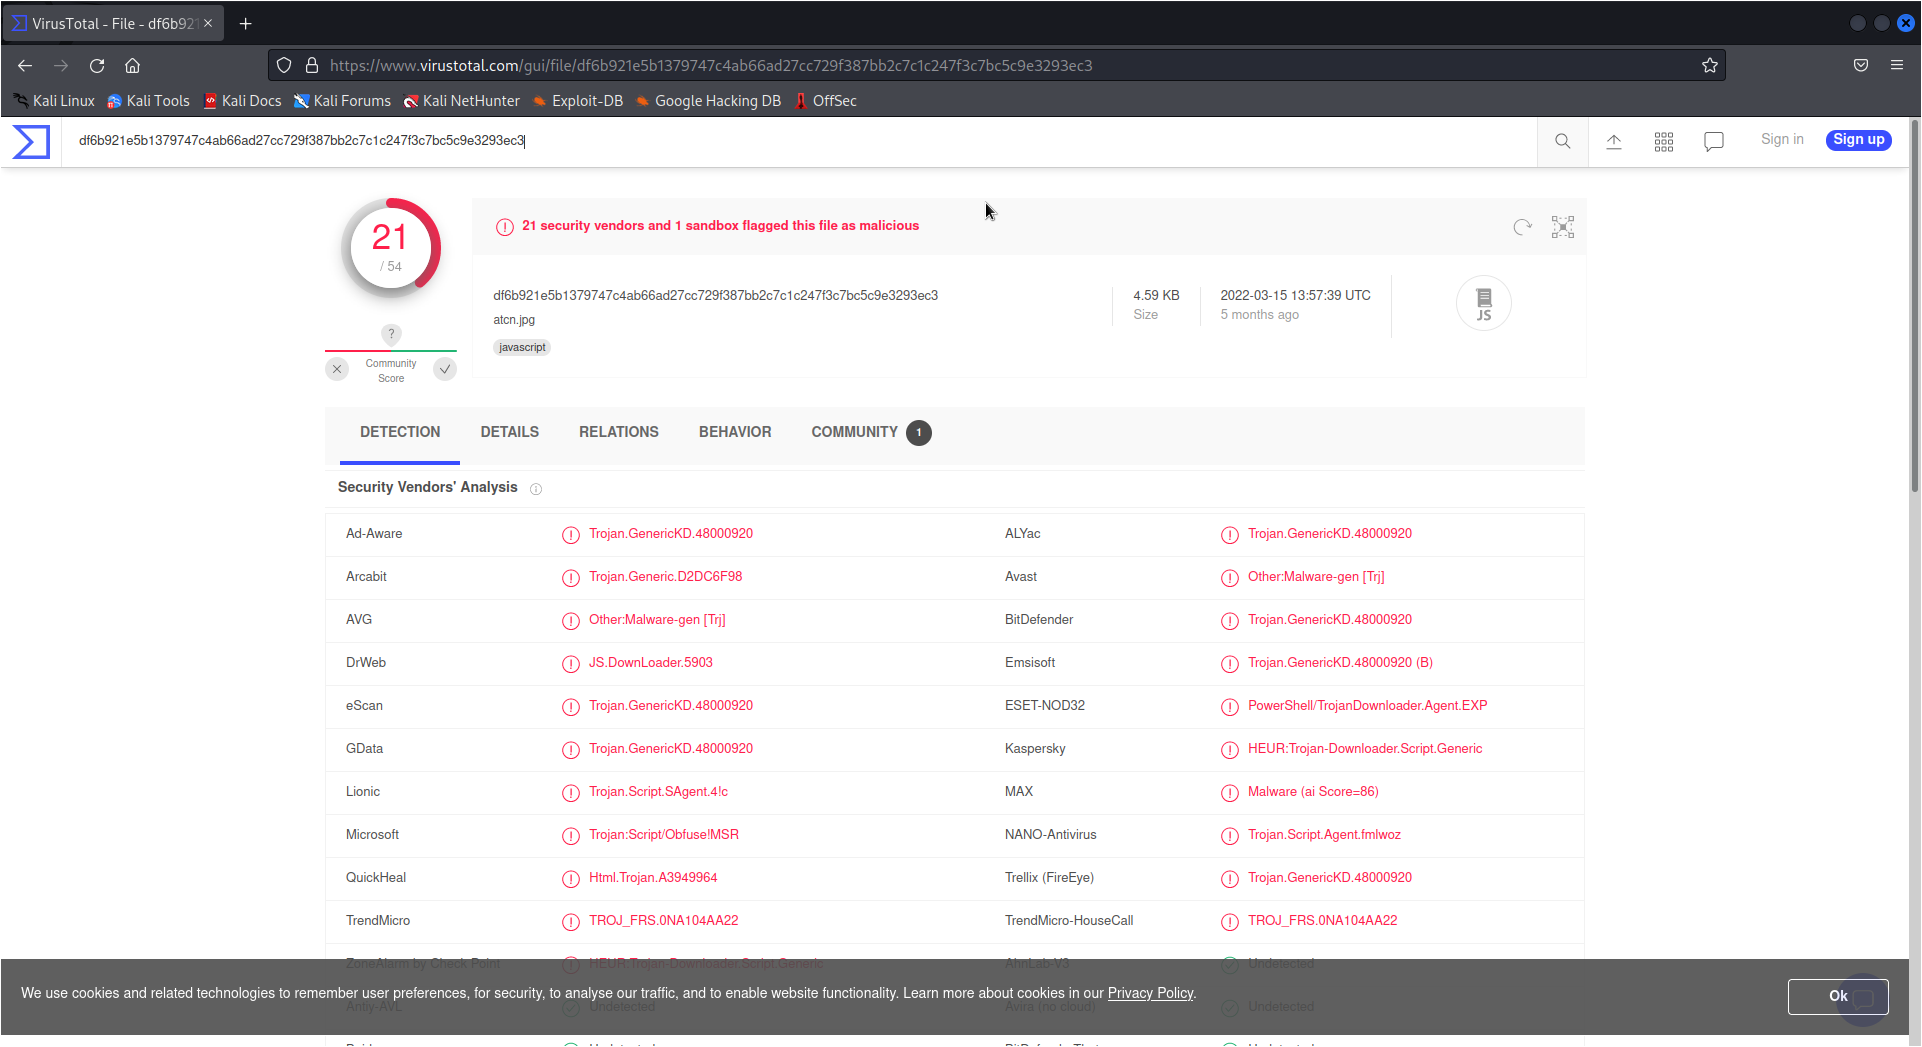 VirusTotal - File - df6b921
https://www.virustotal.com/gui/file/df6b921e5b1379747c4ab66ad27cc729f387bb2c7c1c247f3c7bc5c9e3293ec3
Kali Linux Kali Tools Kali Docs Kali Forums Kali NetHunter Exploit-DB Google Hacking DB OffSec
df6b921e5b1379747c4ab66ad27cc729f387bb2c7c1c247f3c7bc5c9e3293ec3 Sign in Sign up
21
/ 54
21 security vendors and 1 sandbox flagged this file as malicious
df6b921e5b1379747c4ab66ad27cc729f387bb2c7c1c247f3c7bc5c9e3293ec3 4.59 KB 2022-03-15 13:57:39 UTC
Size 5 months ago
JS
atcn.jpg
javascript
?
Community
Score
DETECTION DETAILS RELATIONS BEHAVIOR COMMUNITY 1
Security Vendors' Analysis
Ad-Aware Trojan.GenericKD.48000920 ALYac Trojan.GenericKD.48000920
Arcabit Trojan.Generic.D2DC6F98 Avast Other:Malware-gen [Trj]
AVG Other:Malware-gen [Trj] BitDefender Trojan.GenericKD.48000920
DrWeb JS.DownLoader.5903 Emsisoft Trojan.GenericKD.48000920 (B)
eScan Trojan.GenericKD.48000920 ESET-NOD32 PowerShell/TrojanDownloader.Agent.EXP
GData Trojan.GenericKD.48000920 Kaspersky HEUR:Trojan-Downloader.Script.Generic
Lionic Trojan.Script.SAgent.4!c MAX Malware (ai Score=86)
Microsoft Trojan:Script/Obfuse!MSR NANO-Antivirus Trojan.Script.Agent.fmlwoz
QuickHeal Html.Trojan.A3949964 Trellix (FireEye) Trojan.GenericKD.48000920
TrendMicro TROJ_FRS.0NA104AA22 TrendMicro-HouseCall TROJ_FRS.0NA104AA22
ZoneAlarm by Check Point HEUR:Trojan-Downloader.Script.Generic AhnLab-V3 Undetected
We use cookies and related technologies to remember user preferences, for security, to analyse our traffic, and to enable website functionality. Learn more about cookies in our Privacy Policy. Ok
Antiy-AVL Undetected Avira (no cloud) Undetected